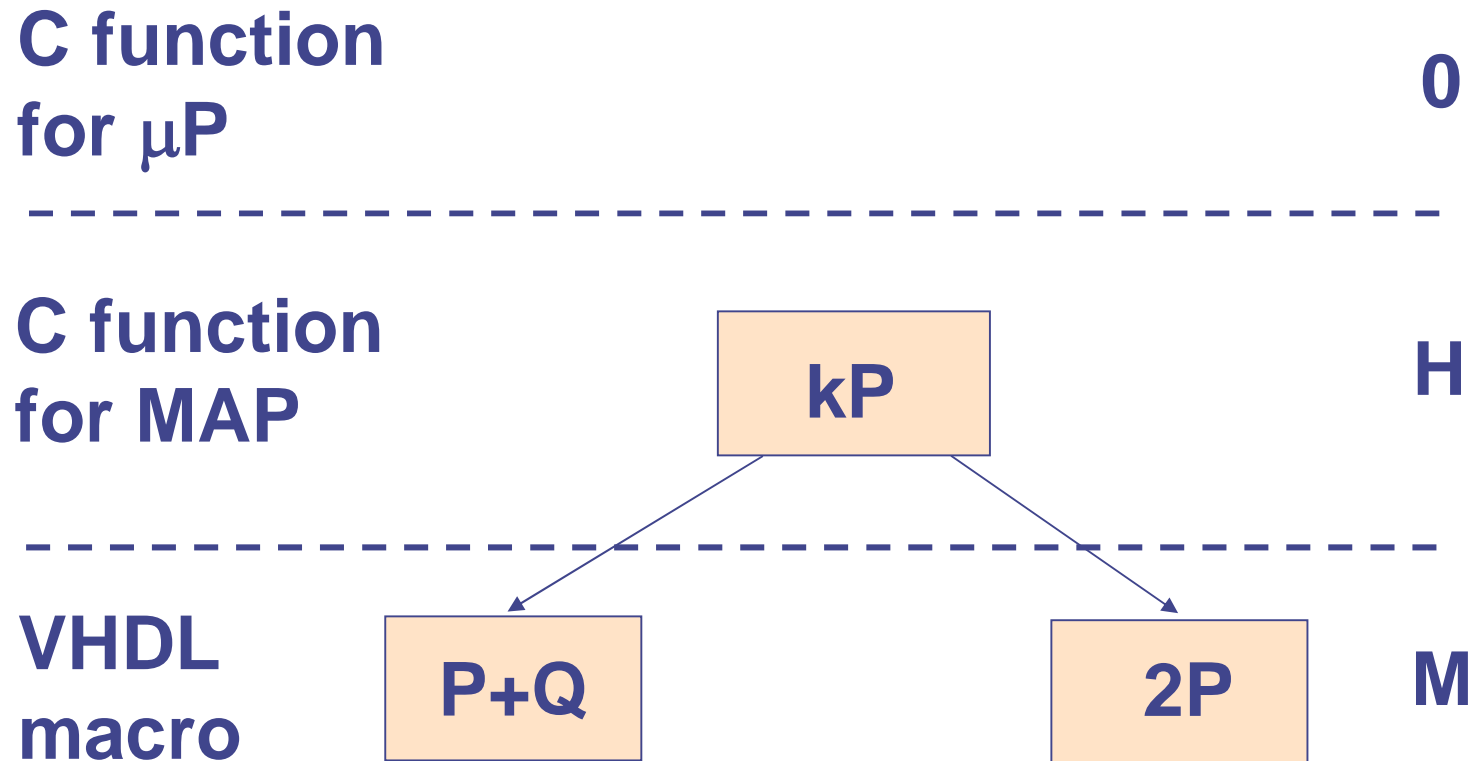 C function
for μP
0
C function
for MAP
kP
H
VHDL
macro
P+Q
2P
M